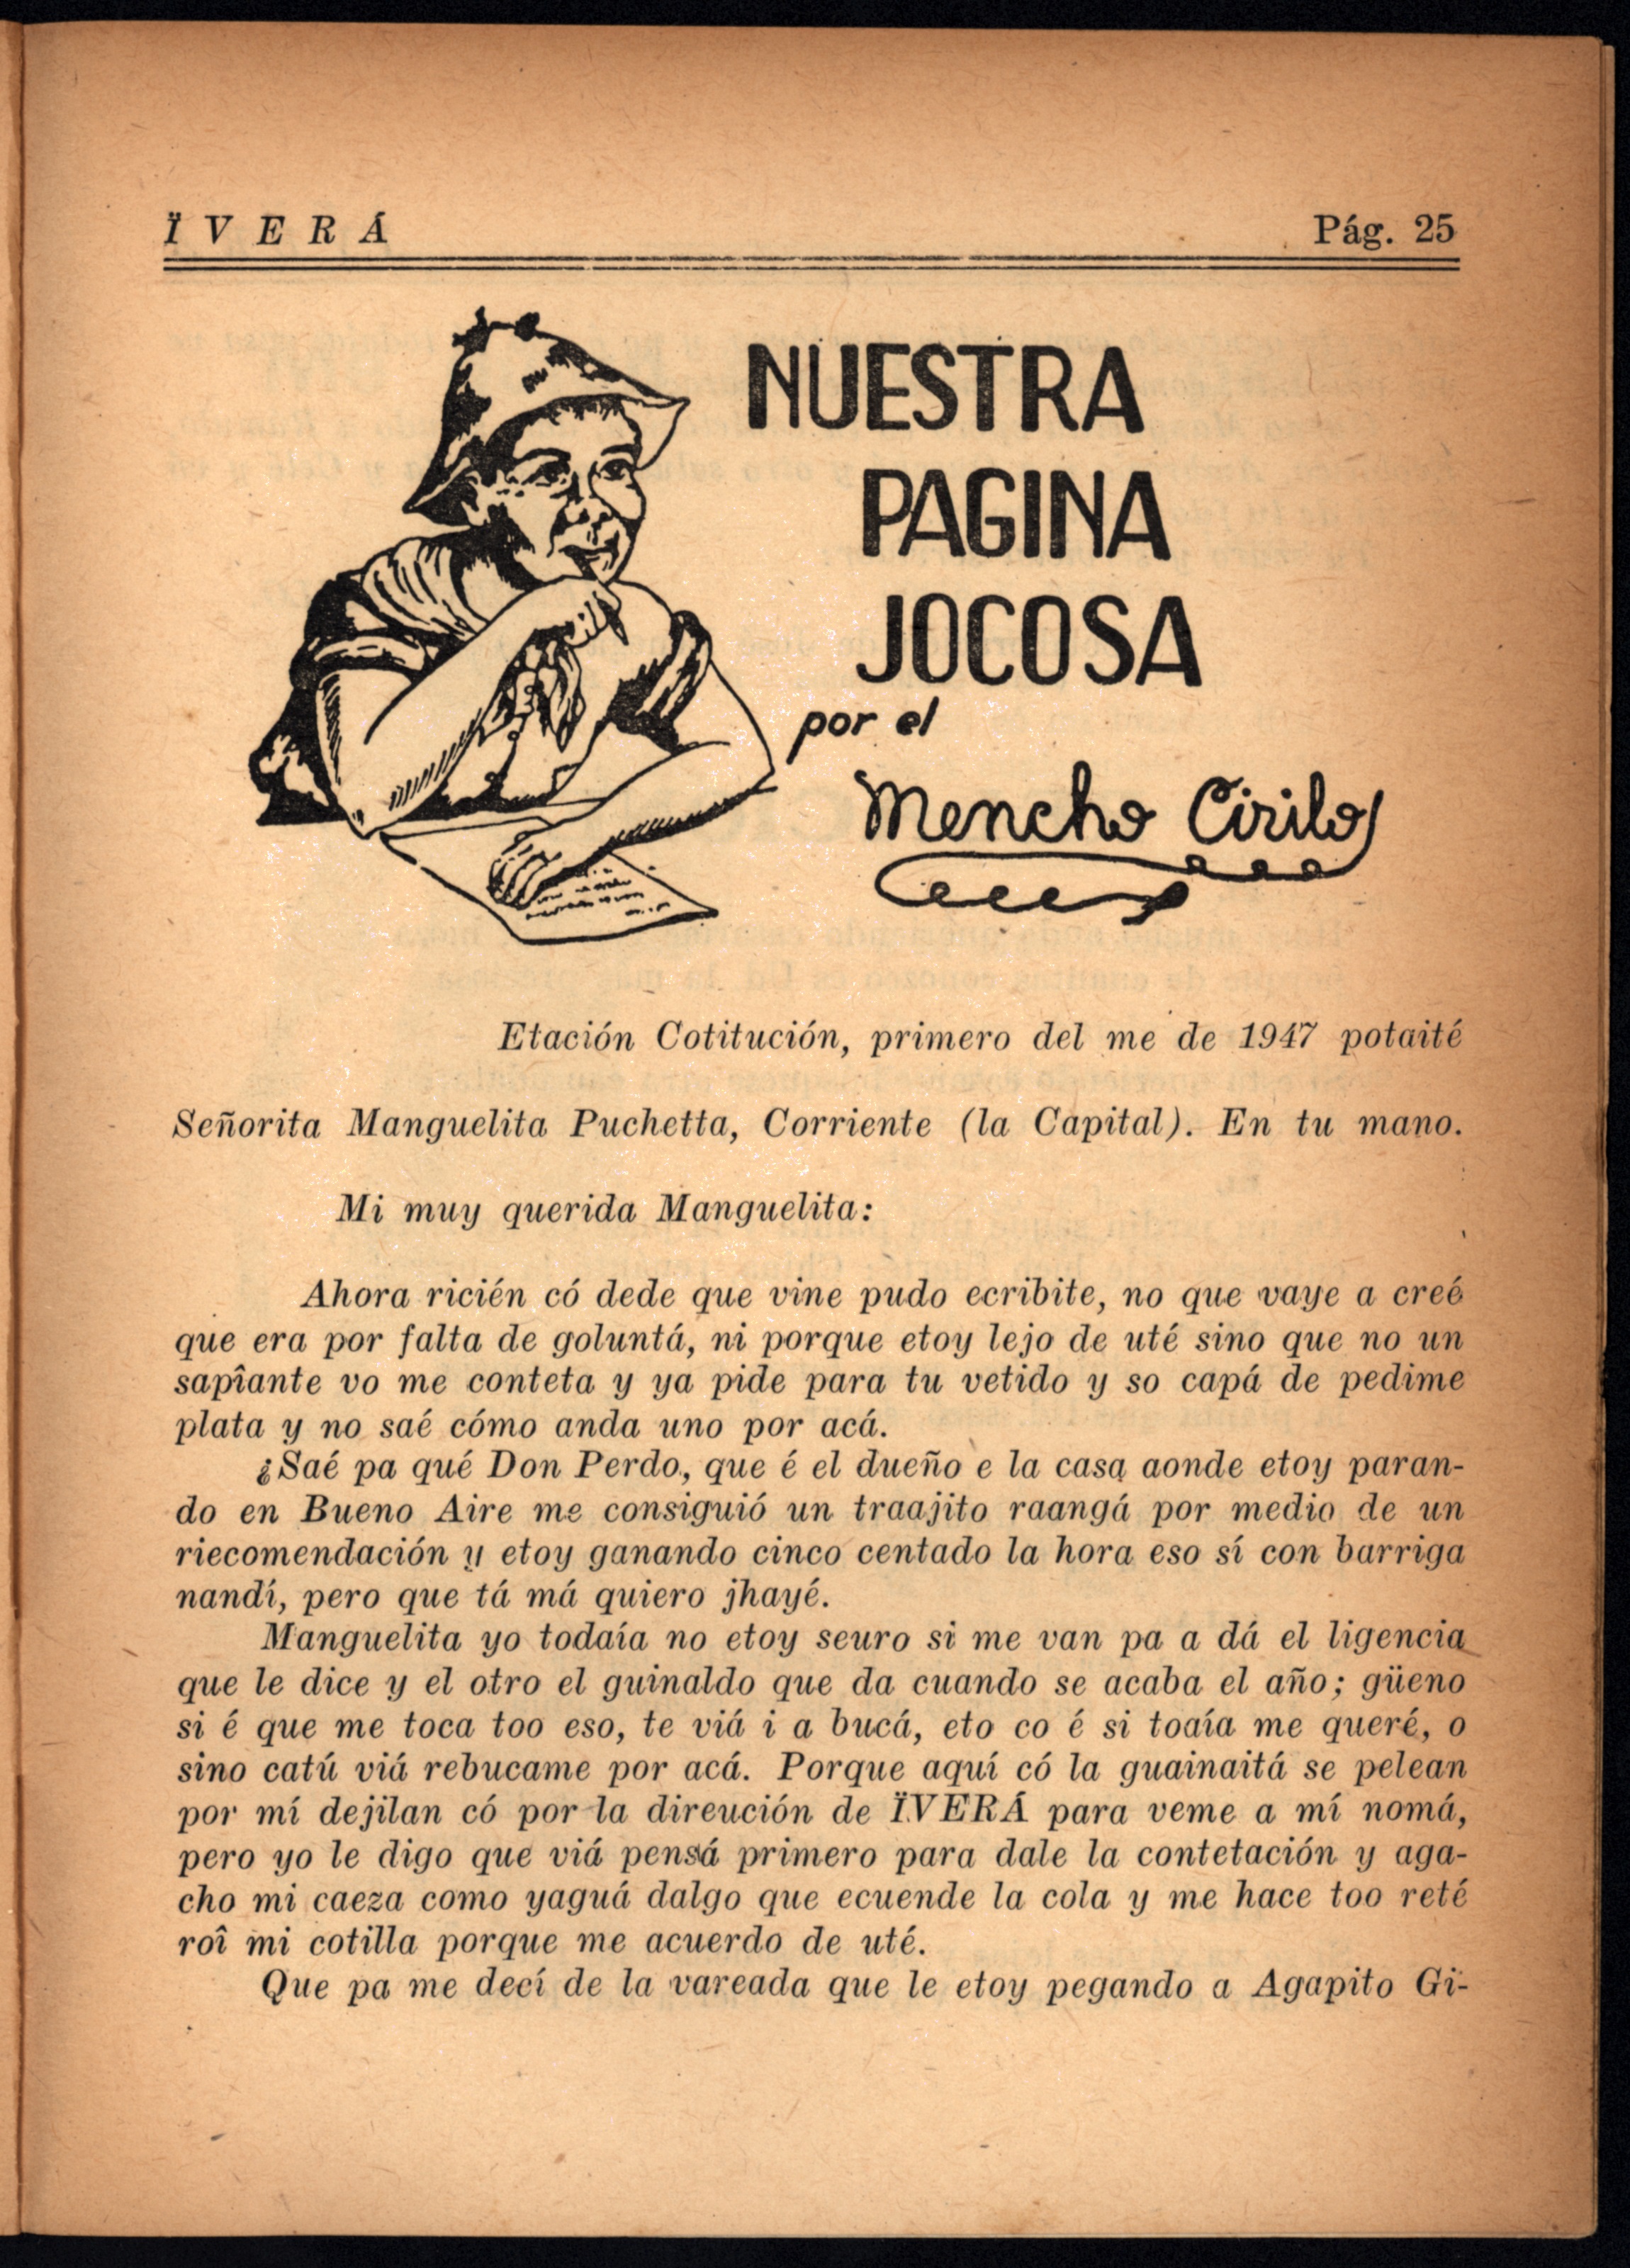 ÏVERÁ Pág. 25
NUESTRA
PAGINA
JOCOSA
por el
Mencho Cirilo
Etación Cotitución, primero del me de 1947 potaité
Señorita Manguelita Puchetta, Corriente (la Capital). En tu mano.
Mi muy querida Manguelita:
Ahora ricién có dede que vine pudo ecribite, no que vaye a creé
que era por falta de goluntá, ni porque etoy lejo de uté sino que no un
sapîante vo me conteta y ya pide para tu vetido y so capá de pedime
plata y no saé cómo anda uno por acá.
¿Saé pa qué Don Perdo, que é el dueño e la casa aonde etoy paran-
do en Bueno Aire me consiguió un traajito raangá por medio de un
riecomendación y etoy ganando cinco centado la hora eso sí con barriga
nandí, pero que tá má quiero jhayé.
Manguelita yo todaía no etoy seuro si me van pa a dá el ligencia
que le dice y el otro el guinaldo que da cuando se acaba el año; güeno
si é que me toca too eso, te viá i a bucá, eto co é si toaía me queré, o
sino catú viá rebucame por acá. Porque aquí có la guainaitá se pelean
por mí dejilan có por la direución de ÏVERÁ para veme a mí nomá,
pero yo le digo que viá pensá primero para dale la contetación y aga-
cho mi caeza como yaguá dalgo que ecuende la cola y me hace too reté
roî mi cotilla porque me acuerdo de uté.
Que pa me decí de la vareada que le etoy pegando a Agapito Gi-